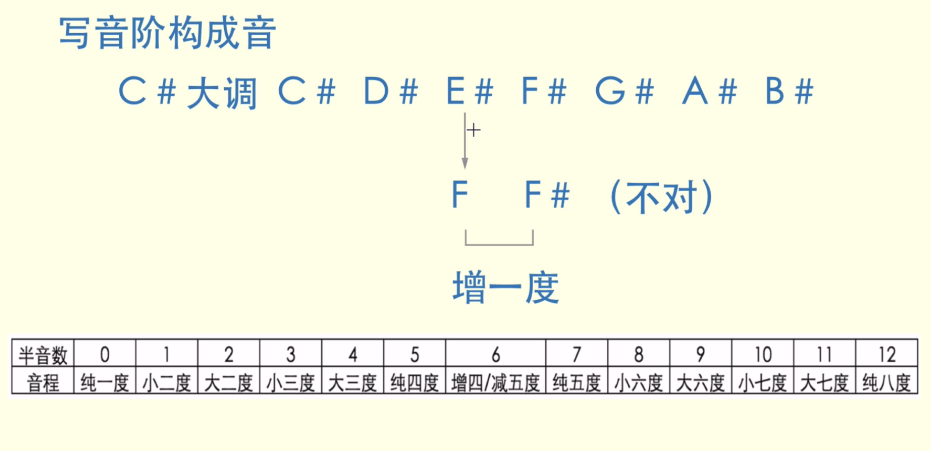 写音阶构成音
C# 大调 C# D# E# F# G# A# B#
+
F F# （不对）
增一度
半音数 0 1 2 3 4 5 6 7 8 9 10 11 12
音程 纯一度 小二度 大二度 小三度 大三度 纯四度 增四/减五度 纯五度 小六度 大六度 小七度 大七度 纯八度